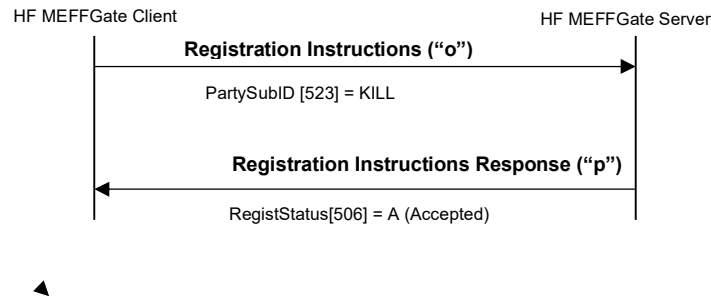 HF MEFFGate Client
HF MEFFGate Server
Registration Instructions (“o”)
PartySubID [523] = KILL
Registration Instructions Response (“p”)
RegistStatus[506] = A (Accepted)